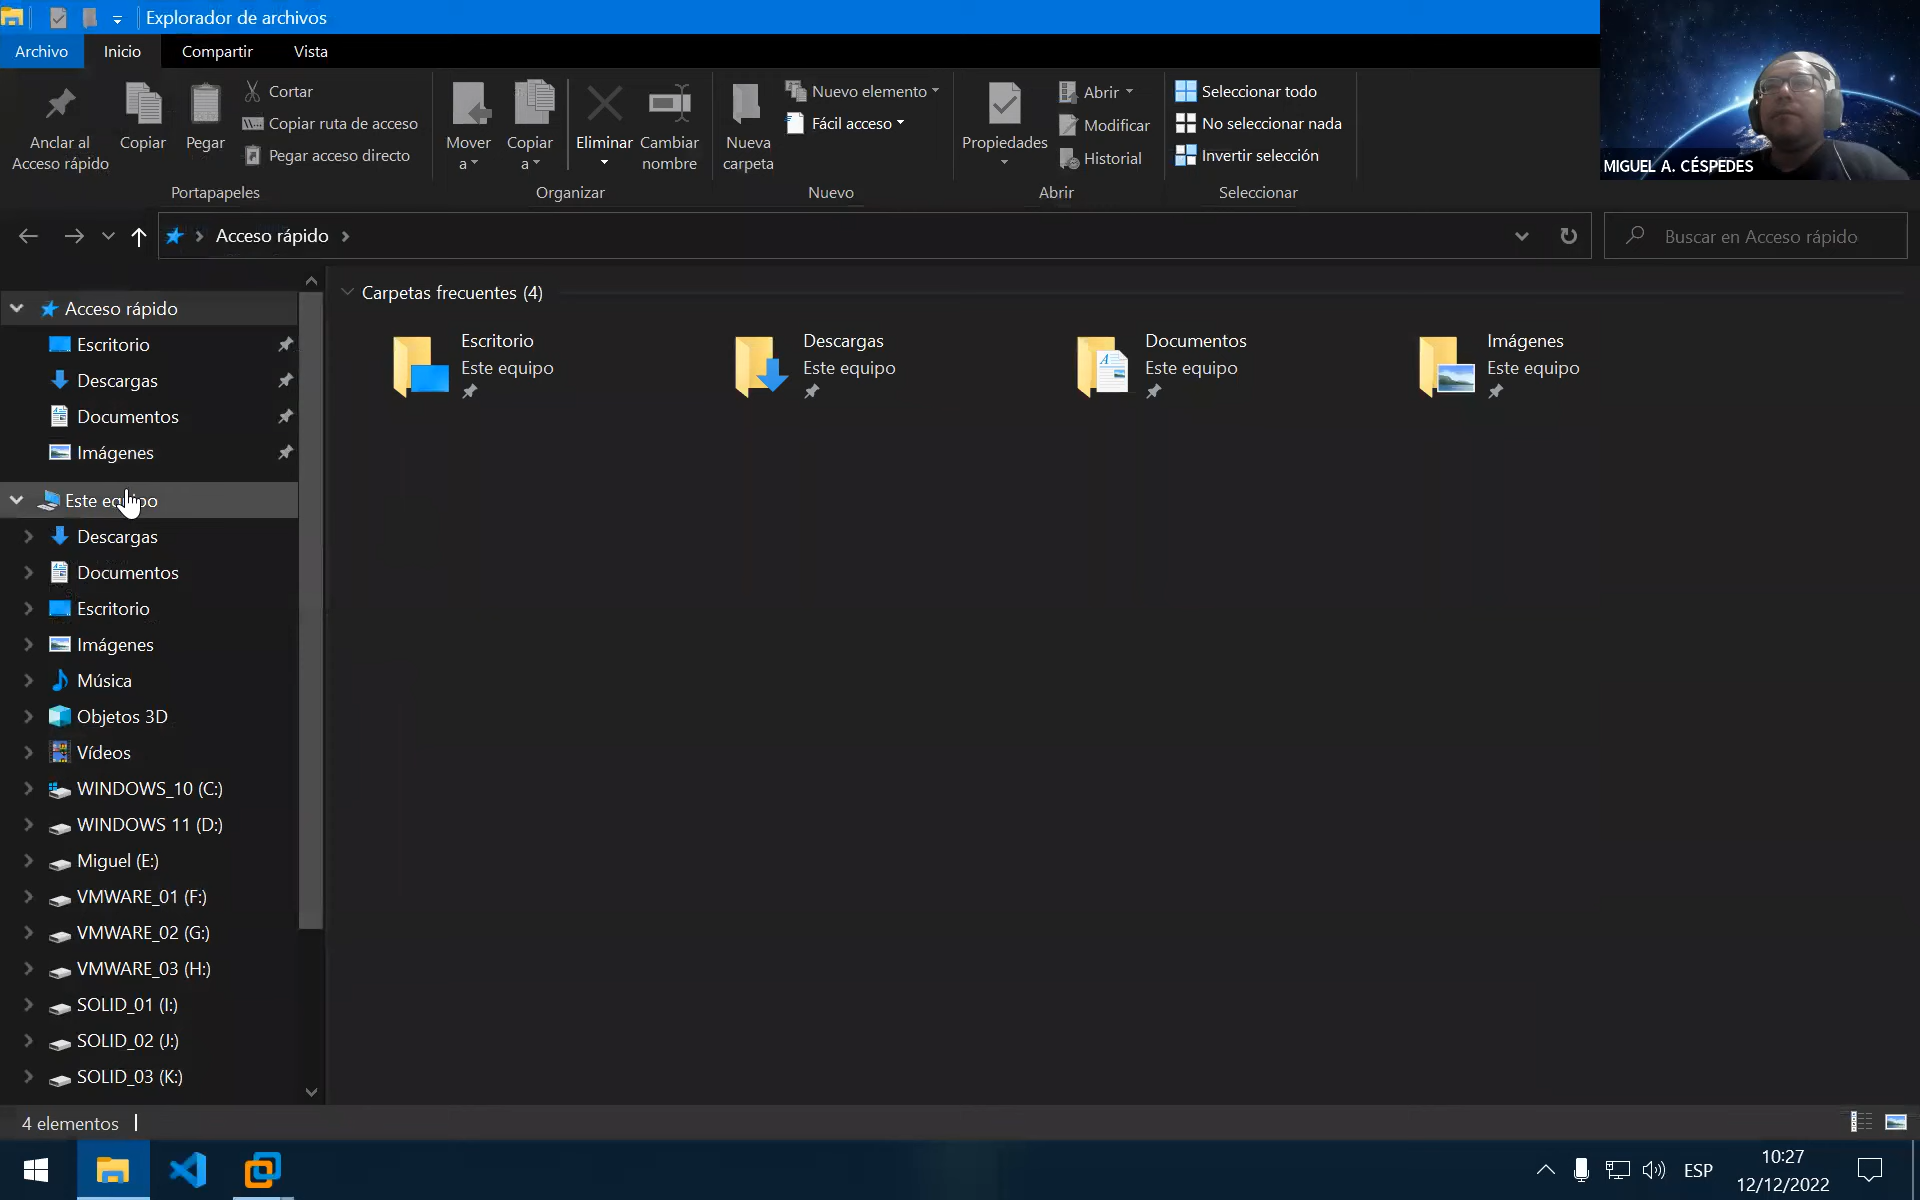 Explorador de archivos
Archivo Inicio Compartir Vista
Anclar al Acceso rápido
Copiar
Pegar
Cortar
Copiar ruta de acceso
Pegar acceso directo
Portapapeles
Mover a
Copiar a
Eliminar
Cambiar nombre
Organizar
Nueva carpeta
Nuevo elemento
Fácil acceso
Nuevo
Propiedades
Abrir
Modificar
Historial
Abrir
Seleccionar todo
No seleccionar nada
Invertir selección
Seleccionar
MIGUEL A. CÉSPEDES
Acceso rápido
Buscar en Acceso rápido
Acceso rápido
Escritorio
Descargas
Documentos
Imágenes
Este equipo
Descargas
Documentos
Escritorio
Imágenes
Música
Objetos 3D
Vídeos
WINDOWS_10 (C:)
WINDOWS 11 (D:)
Miguel (E:)
VMWARE_01 (F:)
VMWARE_02 (G:)
VMWARE_03 (H:)
SOLID_01 (I:)
SOLID_02 (J:)
SOLID_03 (K:)
Carpetas frecuentes (4)
Escritorio
Este equipo
Descargas
Este equipo
Documentos
Este equipo
Imágenes
Este equipo
4 elementos
ESP
10:27
12/12/2022